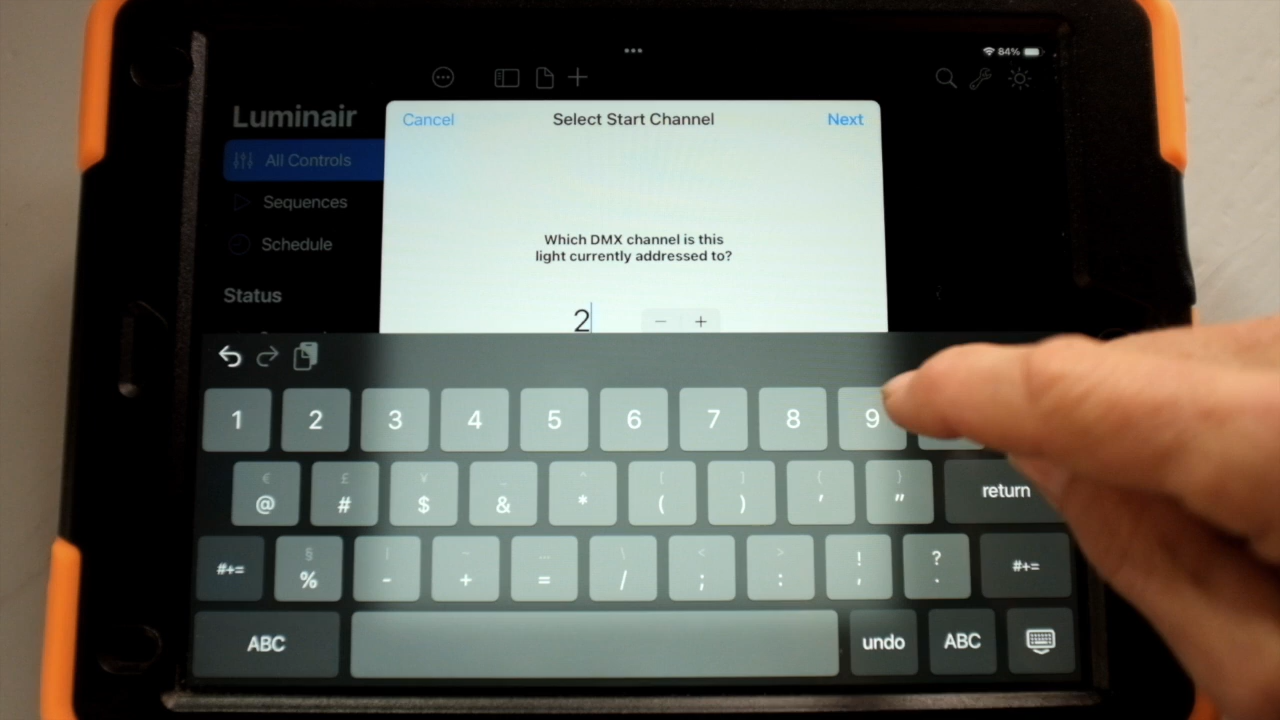 84%
Luminair
Cancel
Select Start Channel
Next
All Controls
Sequences
Schedule
Which DMX channel is this
light currently addressed to?
Status
2
− +
1 2 3 4 5 6 7 8 9
€ £ ¥ _ ^ [ ] { }
@ # $ & * ( ) ' "
return
§ | ~ … \ < > ! ?
#+= % - + = / ; : , . #+=
ABC
undo
ABC